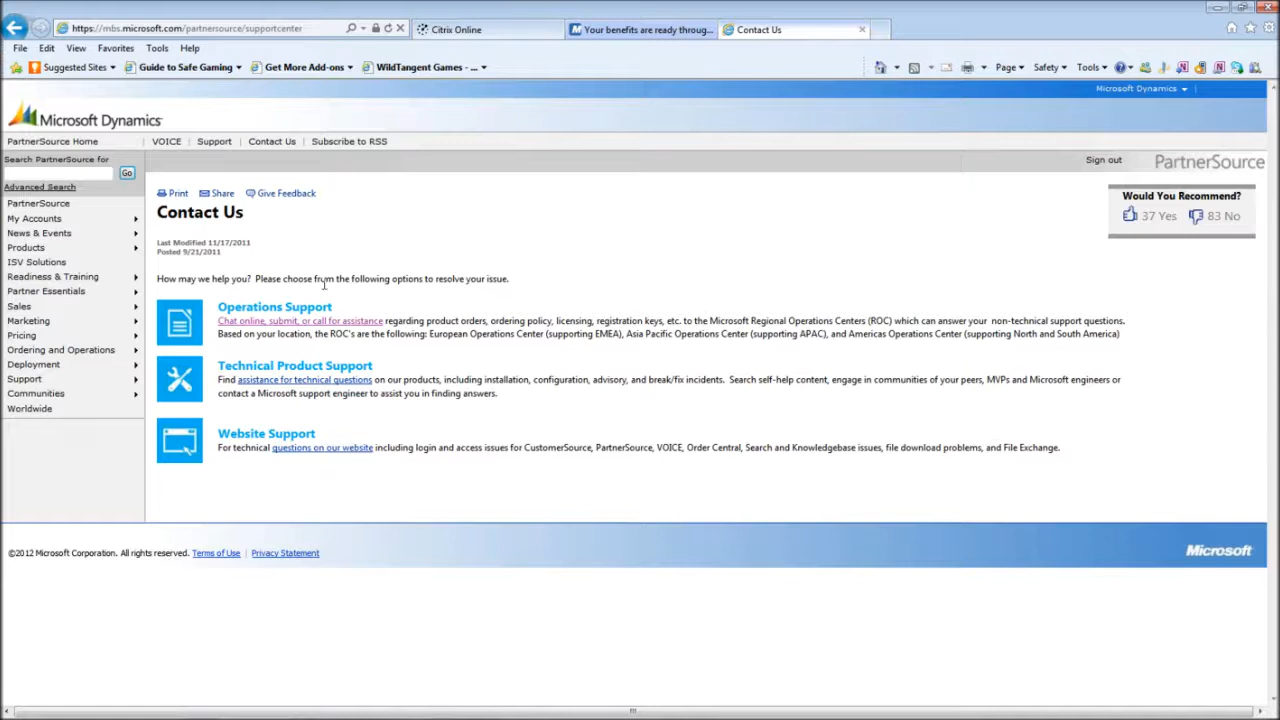 https://mbs.microsoft.com/partnersource/supportcenter
Citrix Online
Your benefits are ready throug...
Contact Us
File Edit View Favorites Tools Help
Suggested Sites Guide to Safe Gaming Get More Add-ons WildTangent Games - ...
Page Safety Tools
Microsoft Dynamics
Microsoft Dynamics
PartnerSource Home VOICE Support Contact Us Subscribe to RSS
Search PartnerSource for
Go
Advanced Search
Sign out PartnerSource
PartnerSource
My Accounts
News & Events
Products
ISV Solutions
Readiness & Training
Partner Essentials
Sales
Marketing
Pricing
Ordering and Operations
Deployment
Support
Communities
Worldwide
Print Share Give Feedback
Contact Us
Last Modified 11/17/2011
Posted 9/21/2011
Would You Recommend?
37 Yes 83 No
How may we help you? Please choose from the following options to resolve your issue.
Operations Support
Chat online, submit, or call for assistance regarding product orders, ordering policy, licensing, registration keys, etc. to the Microsoft Regional Operations Centers (ROC) which can answer your non-technical support questions.
Based on your location, the ROC's are the following: European Operations Center (supporting EMEA), Asia Pacific Operations Center (supporting APAC), and Americas Operations Center (supporting North and South America)
Technical Product Support
Find assistance for technical questions on our products, including installation, configuration, advisory, and break/fix incidents. Search self-help content, engage in communities of your peers, MVPs and Microsoft engineers or
contact a Microsoft support engineer to assist you in finding answers.
Website Support
For technical questions on our website including login and access issues for CustomerSource, PartnerSource, VOICE, Order Central, Search and Knowledgebase issues, file download problems, and File Exchange.
©2012 Microsoft Corporation. All rights reserved. Terms of Use | Privacy Statement
Microsoft